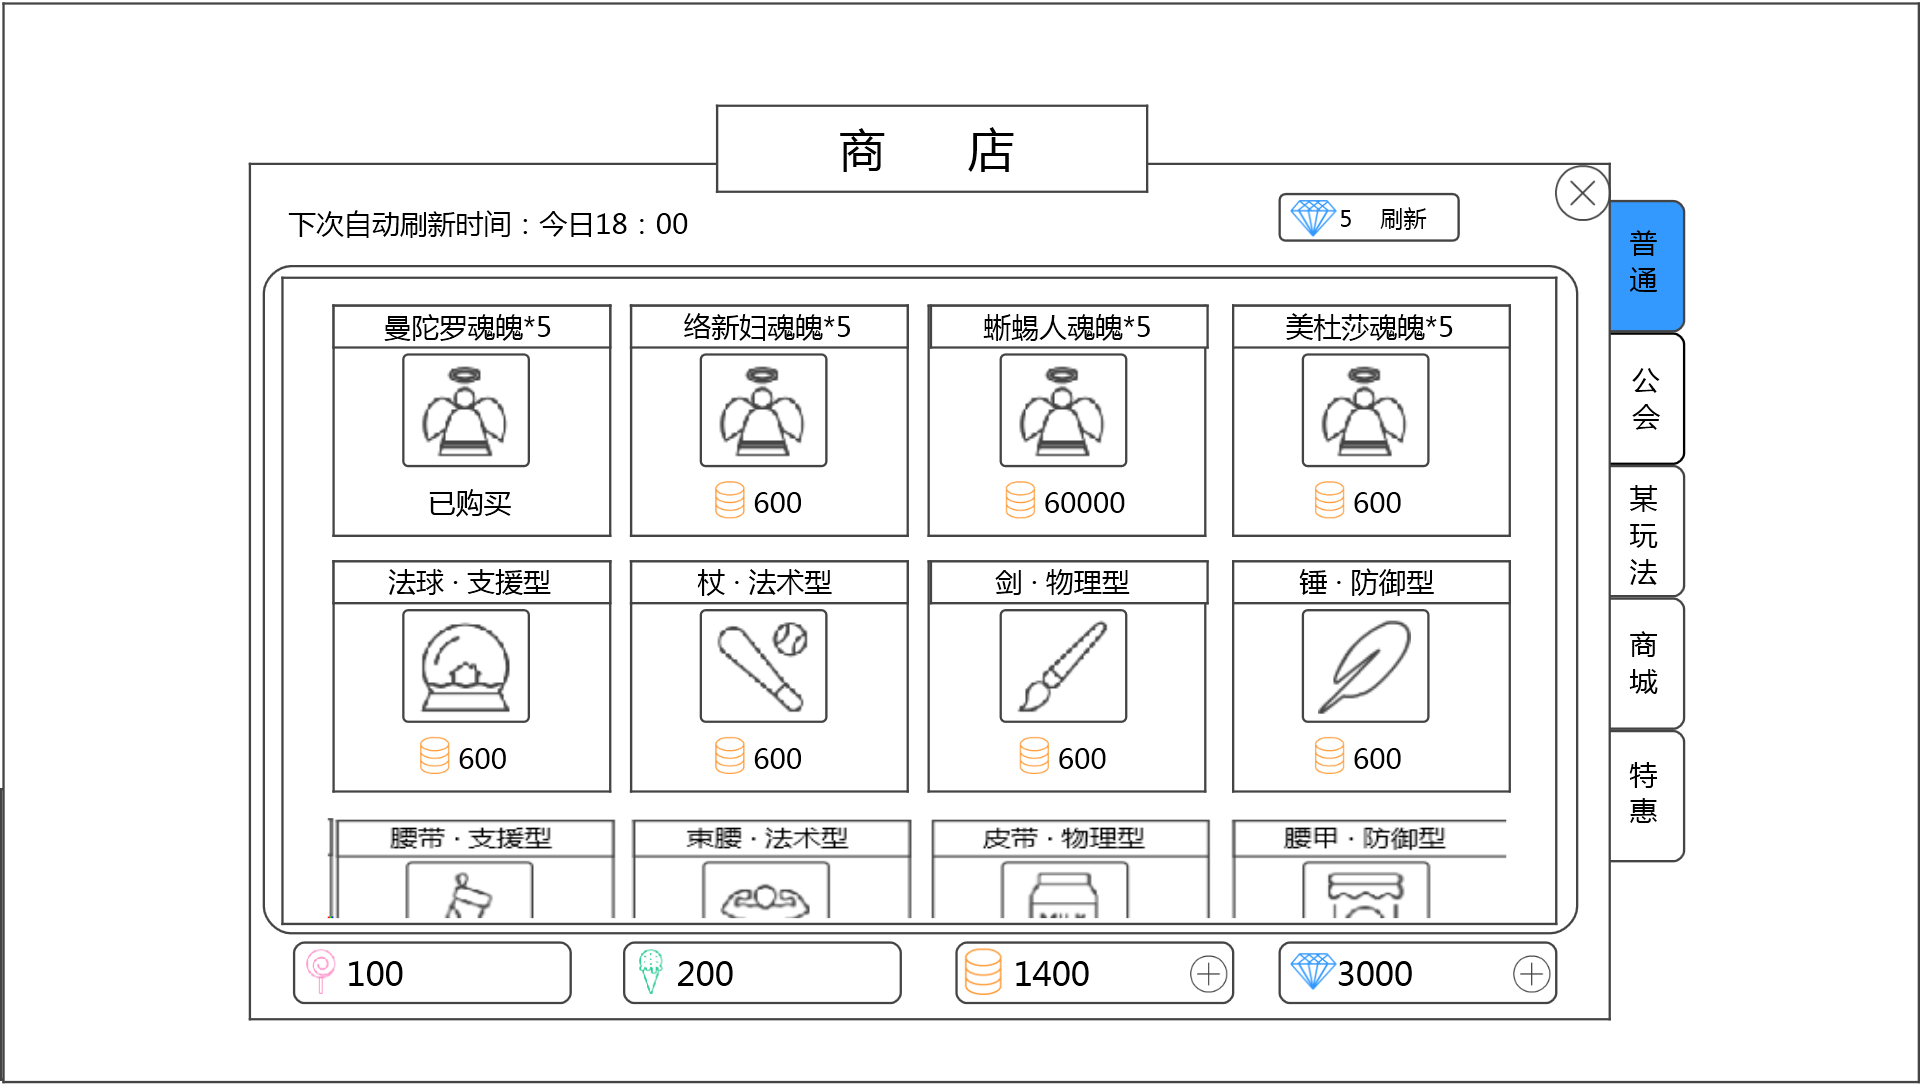 商 店
下次自动刷新时间：今日18：00
5 刷新
曼陀罗魂魄*5
络新妇魂魄*5
蜥蜴人魂魄*5
美杜莎魂魄*5
已购买
600
60000
600
法球·支援型
杖·法术型
剑·物理型
锤·防御型
600
600
600
600
腰带·支援型
束腰·法术型
皮带·物理型
腰甲·防御型
MILK
100
200
1400
3000
普通
公会
某玩法
商城
特惠